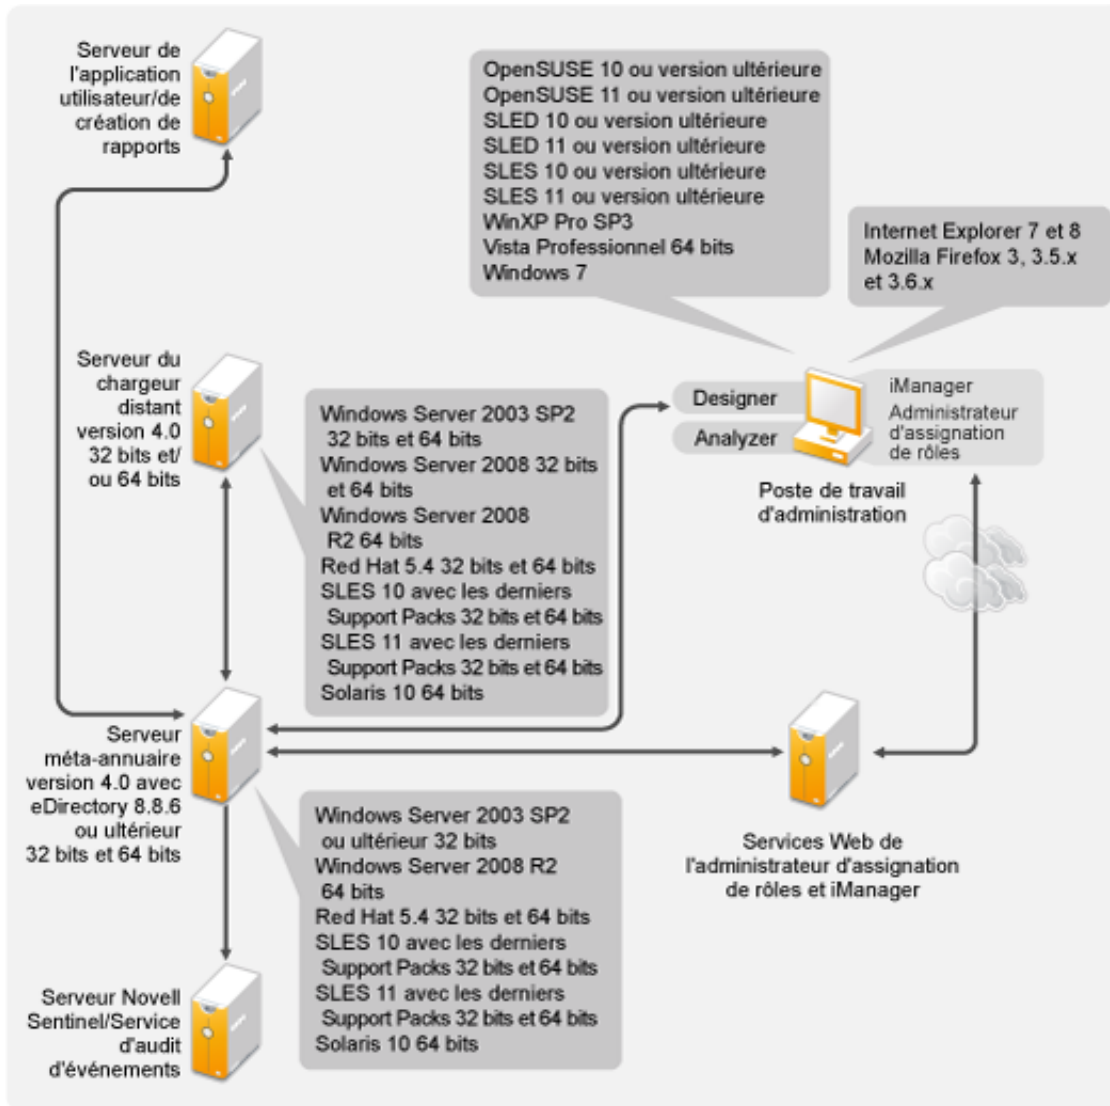 Serveur de
l'application
utilisateur/de
création de
rapports
OpenSUSE 10 ou version ultérieure
OpenSUSE 11 ou version ultérieure
SLED 10 ou version ultérieure
SLED 11 ou version ultérieure
SLES 10 ou version ultérieure
SLES 11 ou version ultérieure
WinXP Pro SP3
Vista Professionnel 64 bits
Windows 7
Internet Explorer 7 et 8
Mozilla Firefox 3, 3.5.x
et 3.6.x
Serveur du
chargeur
distant
version 4.0
32 bits et/
ou 64 bits
Windows Server 2003 SP2
32 bits et 64 bits
Windows Server 2008 32 bits
et 64 bits
Windows Server 2008
R2 64 bits
Red Hat 5.4 32 bits et 64 bits
SLES 10 avec les derniers
Support Packs 32 bits et 64 bits
SLES 11 avec les derniers
Support Packs 32 bits et 64 bits
Solaris 10 64 bits
Designer
Analyzer
iManager
Administrateur
d'assignation
de rôles
Poste de travail
d'administration
Serveur
méta-annuaire
version 4.0 avec
eDirectory 8.8.6
ou ultérieur
32 bits et 64 bits
Windows Server 2003 SP2
ou ultérieur 32 bits
Windows Server 2008 R2
64 bits
Red Hat 5.4 32 bits et 64 bits
SLES 10 avec les derniers
Support Packs 32 bits et 64 bits
SLES 11 avec les derniers
Support Packs 32 bits et 64 bits
Solaris 10 64 bits
Services Web de
l'administrateur d'assignation
de rôles et iManager
Serveur Novell
Sentinel/Service
d'audit
d'événements